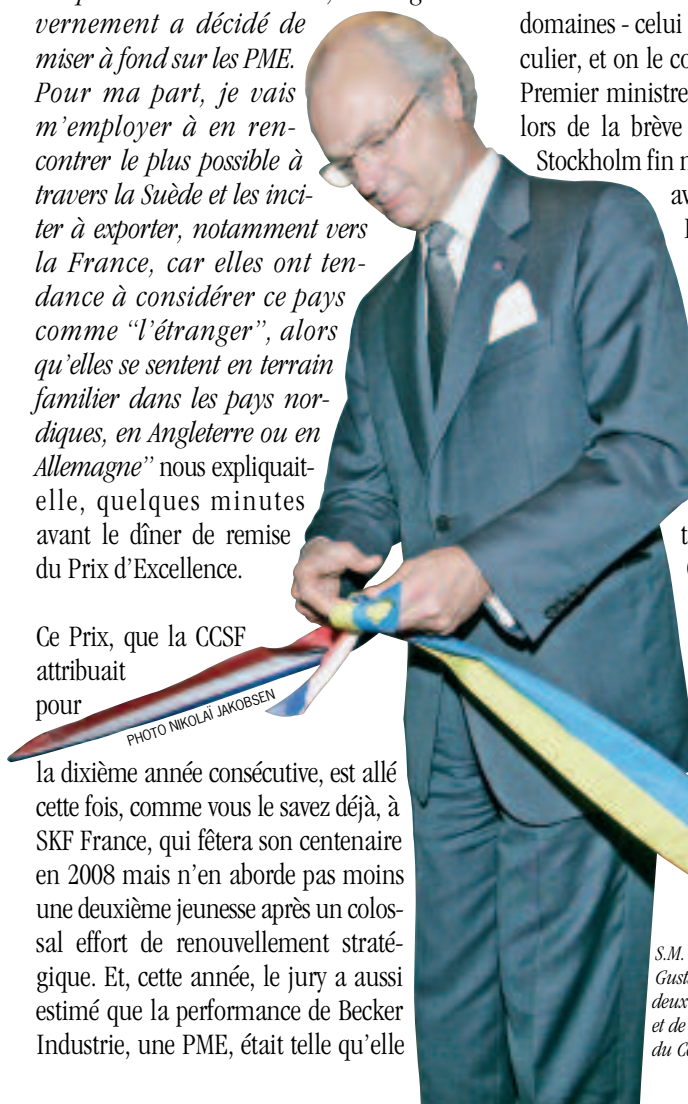 vernement a décidé de
miser à fond sur les PME.
Pour ma part, je vais
m’employer à en ren-
contrer le plus possible à
travers la Suède et les inci-
ter à exporter, notamment vers
la France, car elles ont ten-
dance à considérer ce pays
comme “l’étranger”, alors
qu’elles se sentent en terrain
familier dans les pays nor-
diques, en Angleterre ou en
Allemagne” nous expliquait-
elle, quelques minutes
avant le dîner de remise
du Prix d’Excellence.
Ce Prix, que la CCSF
attribuait
pour
PHOTO NIKOLAÏ JAKOBSEN
la dixième année consécutive, est allé
cette fois, comme vous le savez déjà, à
SKF France, qui fêtera son centenaire
en 2008 mais n’en aborde pas moins
une deuxième jeunesse après un colos-
sal effort de renouvellement straté-
gique. Et, cette année, le jury a aussi
estimé que la performance de Becker
Industrie, une PME, était telle qu’elle
domaines - celui
culier, et on le
Premier ministre
lors de la brève
Stockholm fin
S.M.
deux
et de